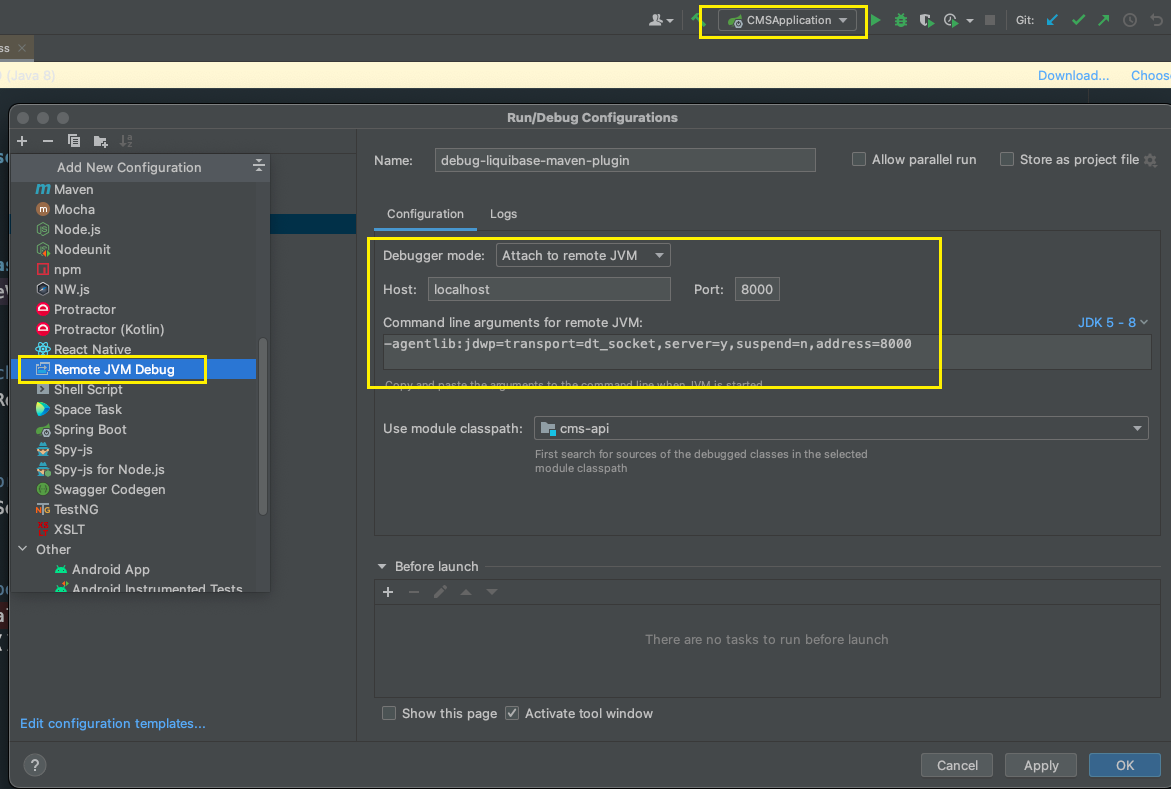 CMSApplication
Git:
ss
(Java 8)
Download...
Run/Debug Configurations
Add New Configuration
Maven
Mocha
Node.js
Nodeunit
npm
NW.js
Protractor
Protractor (Kotlin)
React Native
Remote JVM Debug
Shell Script
Space Task
Spring Boot
Spy-js
Spy-js for Node.js
Swagger Codegen
TestNG
XSLT
Other
Android App
Android Instrumented Tests
Edit configuration templates...
Name:
debug-liquibase-maven-plugin
Allow parallel run
Store as project file
Configuration
Logs
Debugger mode:
Attach to remote JVM
Host:
localhost
Port:
8000
Command line arguments for remote JVM:
JDK 5 - 8
-agentlib:jdwp=transport=dt_socket,server=y,suspend=n,address=8000
Copy and paste the arguments to the command line when JVM is started
Use module classpath:
cms-api
First search for sources of the debugged classes in the selected
module classpath
Before launch
There are no tasks to run before launch
Show this page
Activate tool window
?
Cancel
Apply
OK